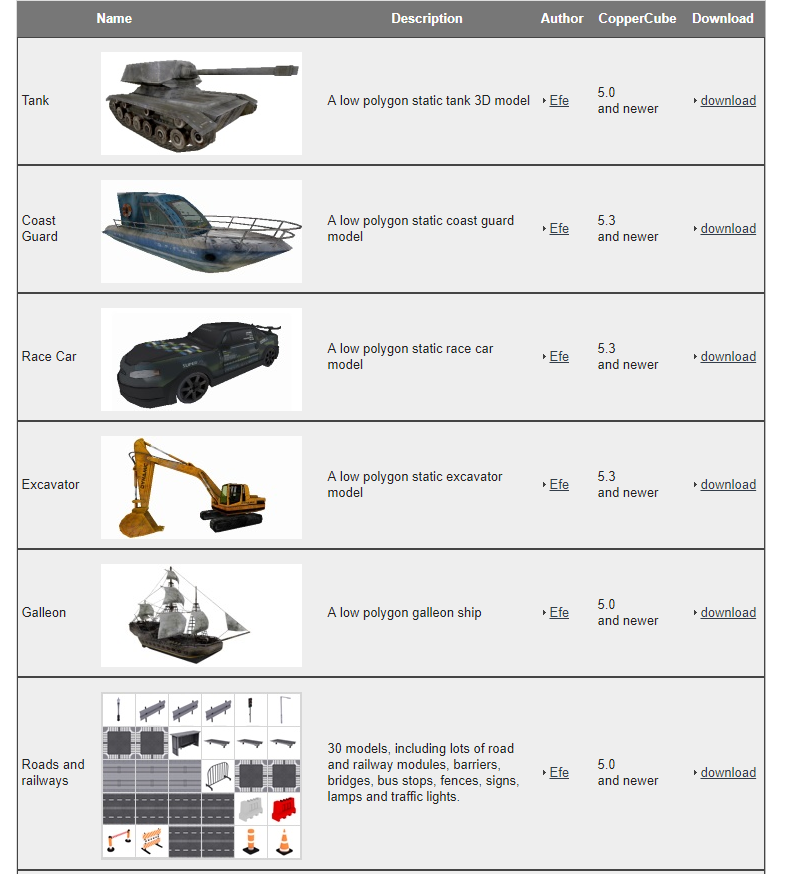 Name Description Author CopperCube Download
Tank
A low polygon static tank 3D model
Efe
5.0
and newer
download
Coast
Guard
A low polygon static coast guard
model
Efe
5.3
and newer
download
Race Car
A low polygon static race car
model
Efe
5.3
and newer
download
Excavator
A low polygon static excavator
model
Efe
5.3
and newer
download
Galleon
A low polygon galleon ship
Efe
5.0
and newer
download
Roads and
railways
30 models, including lots of road
and railway modules, barriers,
bridges, bus stops, fences, signs,
lamps and traffic lights.
Efe
5.0
and newer
download